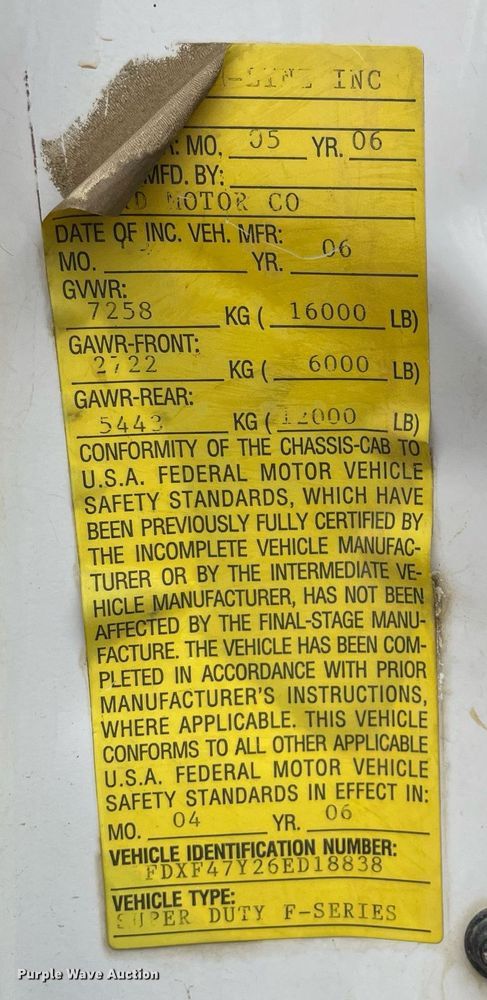 INC
MO. 05 YR. 06
MFD. BY:
MOTOR CO
DATE OF INC. VEH. MFR:
MO. YR. 06
GVWR:
7258 KG ( 16000 LB)
GAWR-FRONT:
2722 KG ( 6000 LB)
GAWR-REAR:
5443 KG ( 12000 LB)
CONFORMITY OF THE CHASSIS-CAB TO
U.S.A. FEDERAL MOTOR VEHICLE
SAFETY STANDARDS, WHICH HAVE
BEEN PREVIOUSLY FULLY CERTIFIED BY
THE INCOMPLETE VEHICLE MANUFAC-
TURER OR BY THE INTERMEDIATE VE-
HICLE MANUFACTURER, HAS NOT BEEN
AFFECTED BY THE FINAL-STAGE MANU-
FACTURE. THE VEHICLE HAS BEEN COM-
PLETED IN ACCORDANCE WITH PRIOR
MANUFACTURER'S INSTRUCTIONS,
WHERE APPLICABLE. THIS VEHICLE
CONFORMS TO ALL OTHER APPLICABLE
U.S.A. FEDERAL MOTOR VEHICLE
SAFETY STANDARDS IN EFFECT IN:
MO. 04 YR. 06
VEHICLE IDENTIFICATION NUMBER:
FDXF47Y26ED18838
VEHICLE TYPE:
SUPER DUTY F-SERIES
Purple Wave Auction